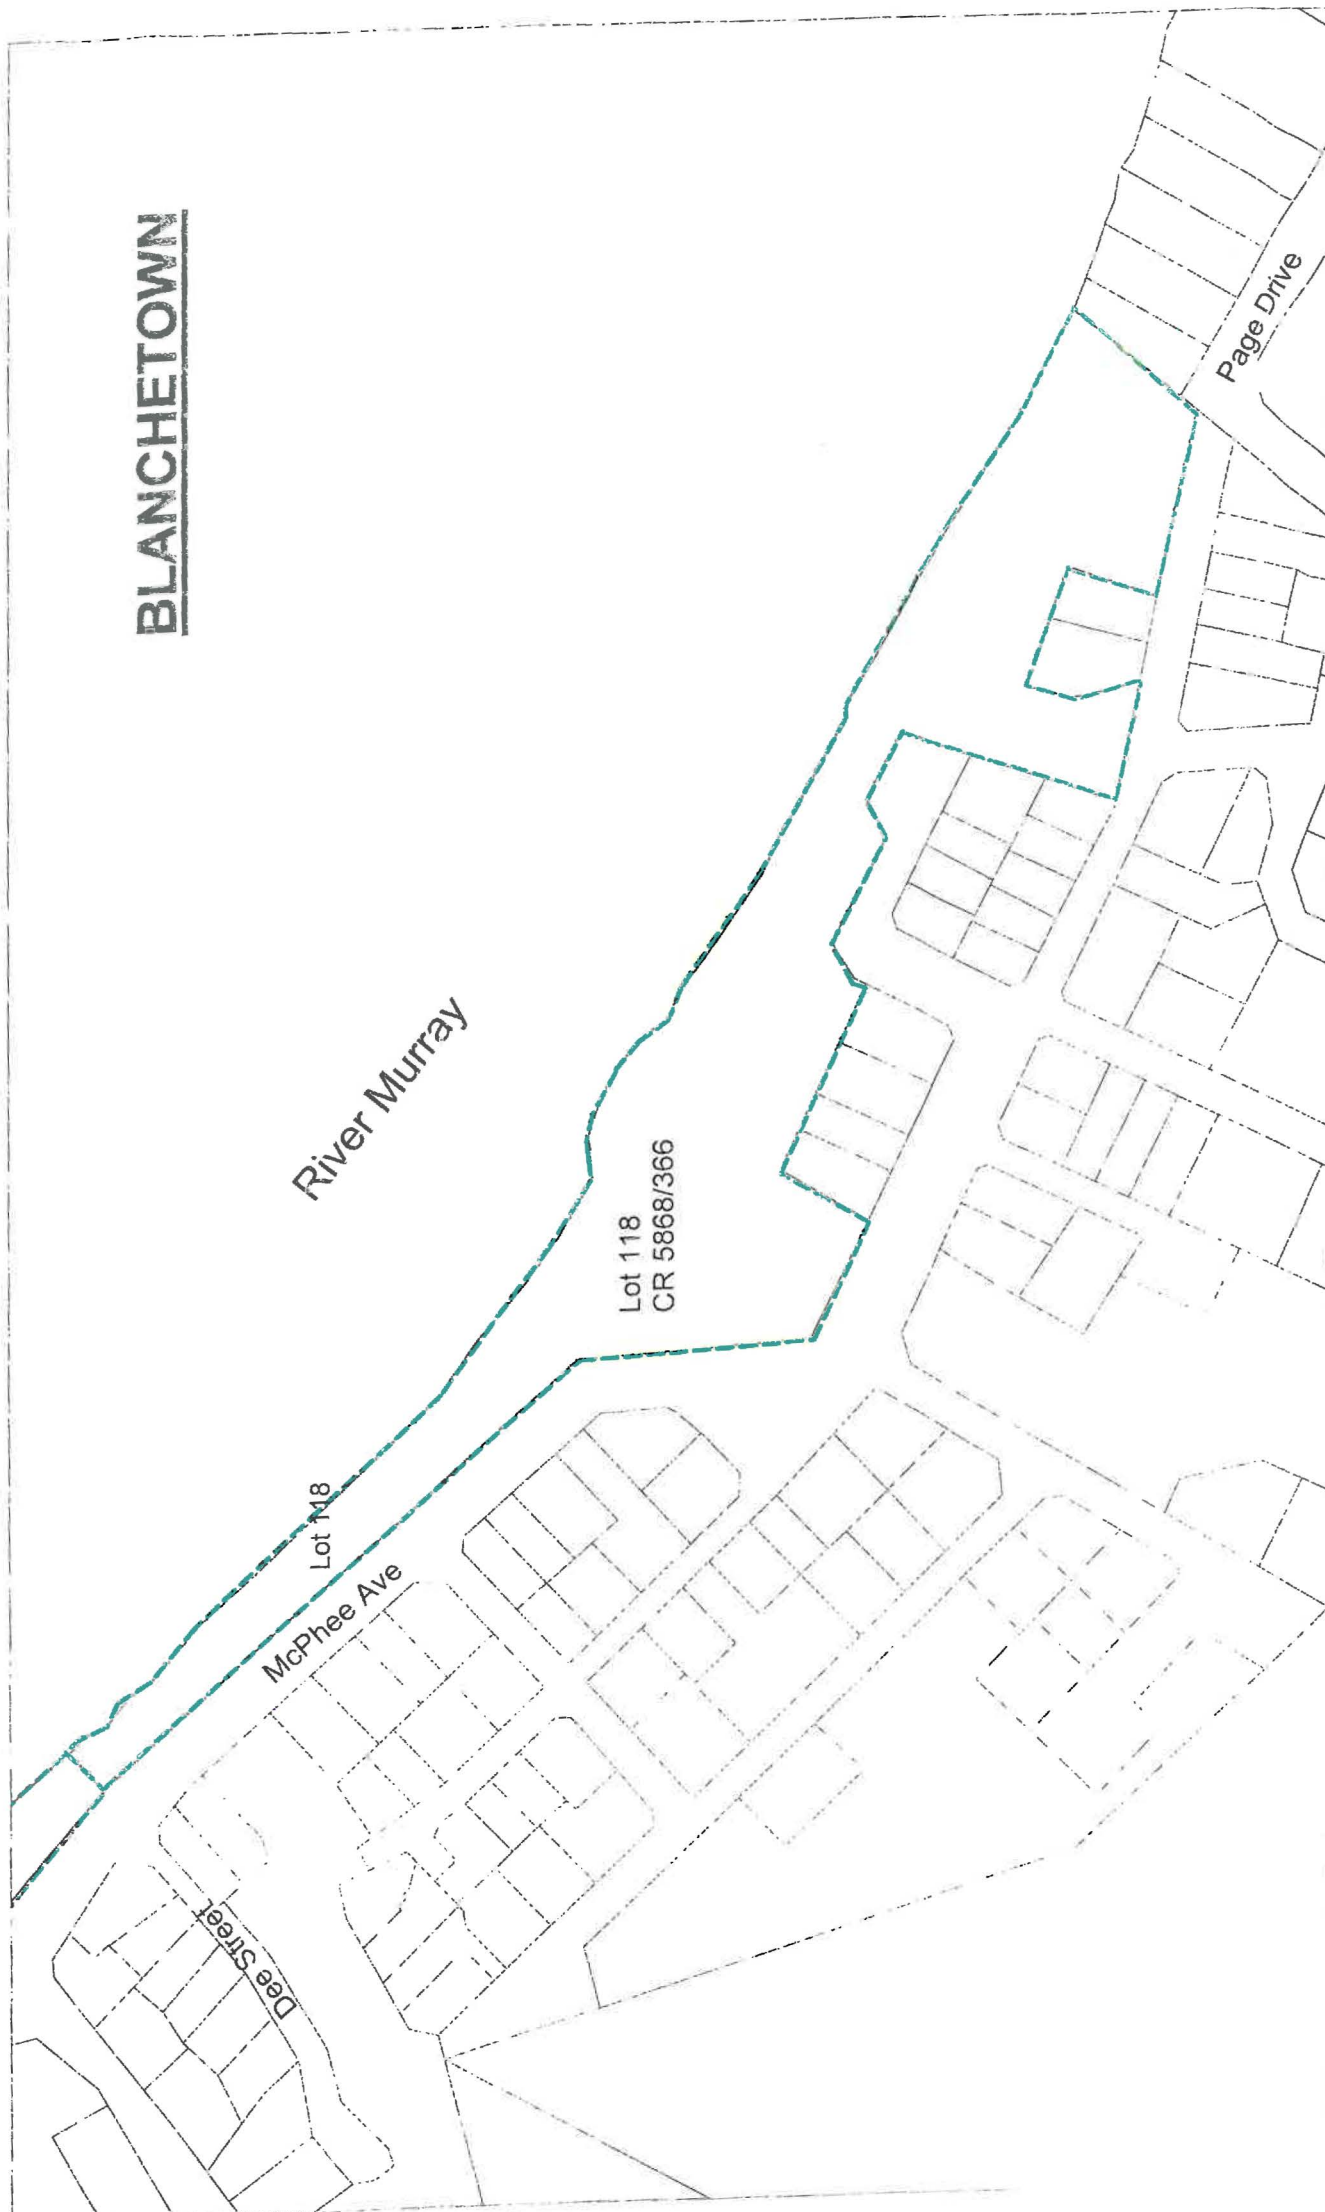 BLANCHETOWN
River Murray
Lot 118
CR 5868/366
Lot 118
McPhee Ave
Page Drive
Dee Street